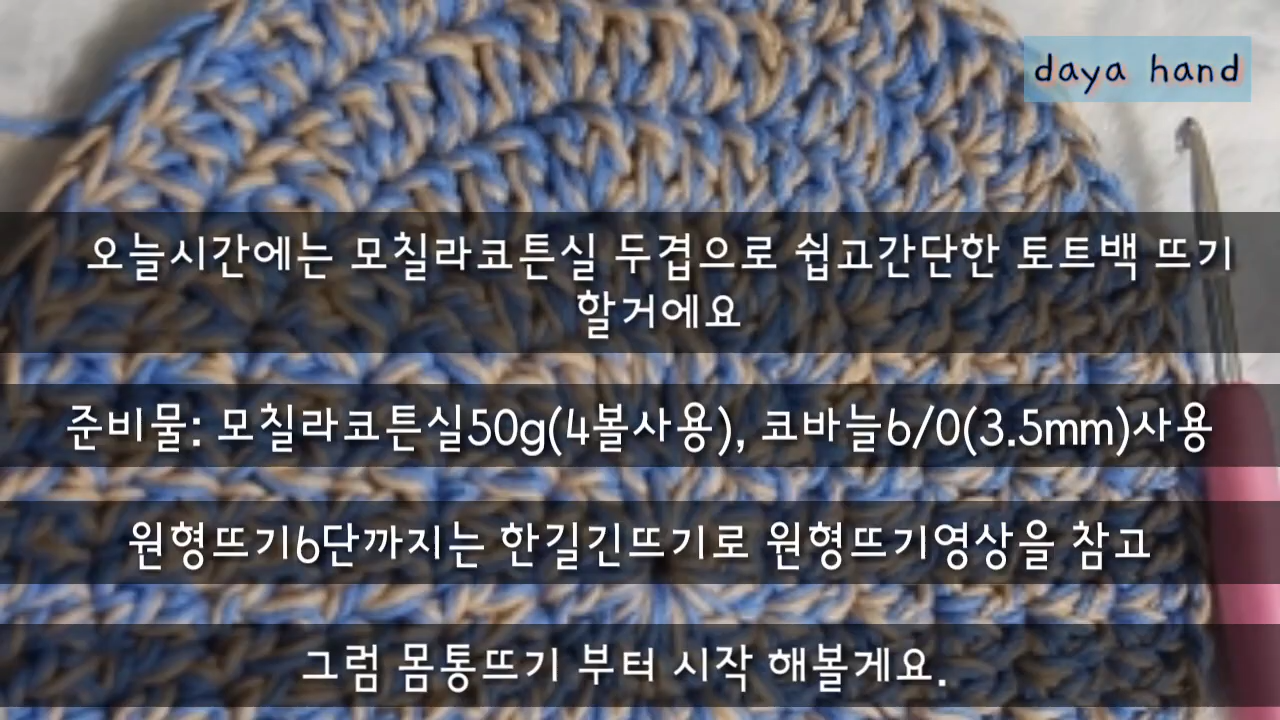 daya hand
오늘시간에는 모칠라코튼실 두겹으로 쉽고간단한 토트백 뜨기
할거에요
준비물: 모칠라코튼실50g(4볼사용), 코바늘6/0(3.5mm)사용
원형뜨기6단까지는 한길긴뜨기로 원형뜨기영상을 참고
그럼 몸통뜨기 부터 시작 해볼게요.